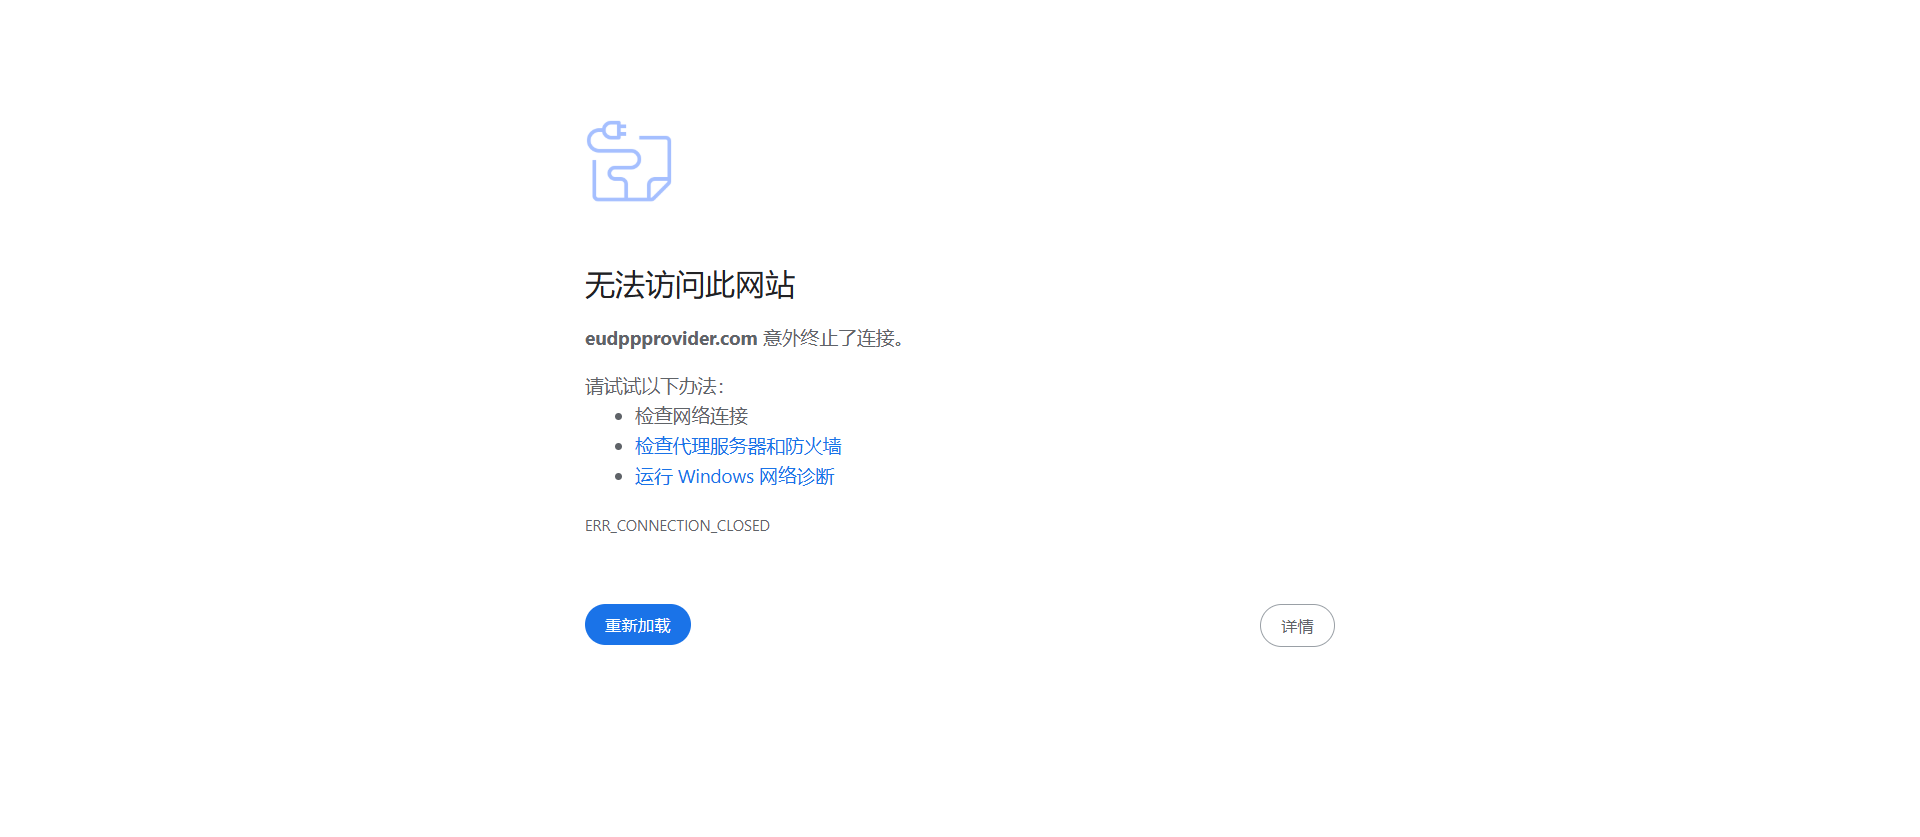 无法访问此网站
eudppprovider.com 意外终止了连接。
请试试以下办法：
检查网络连接
检查代理服务器和防火墙
运行 Windows 网络诊断
ERR_CONNECTION_CLOSED
重新加载
详情